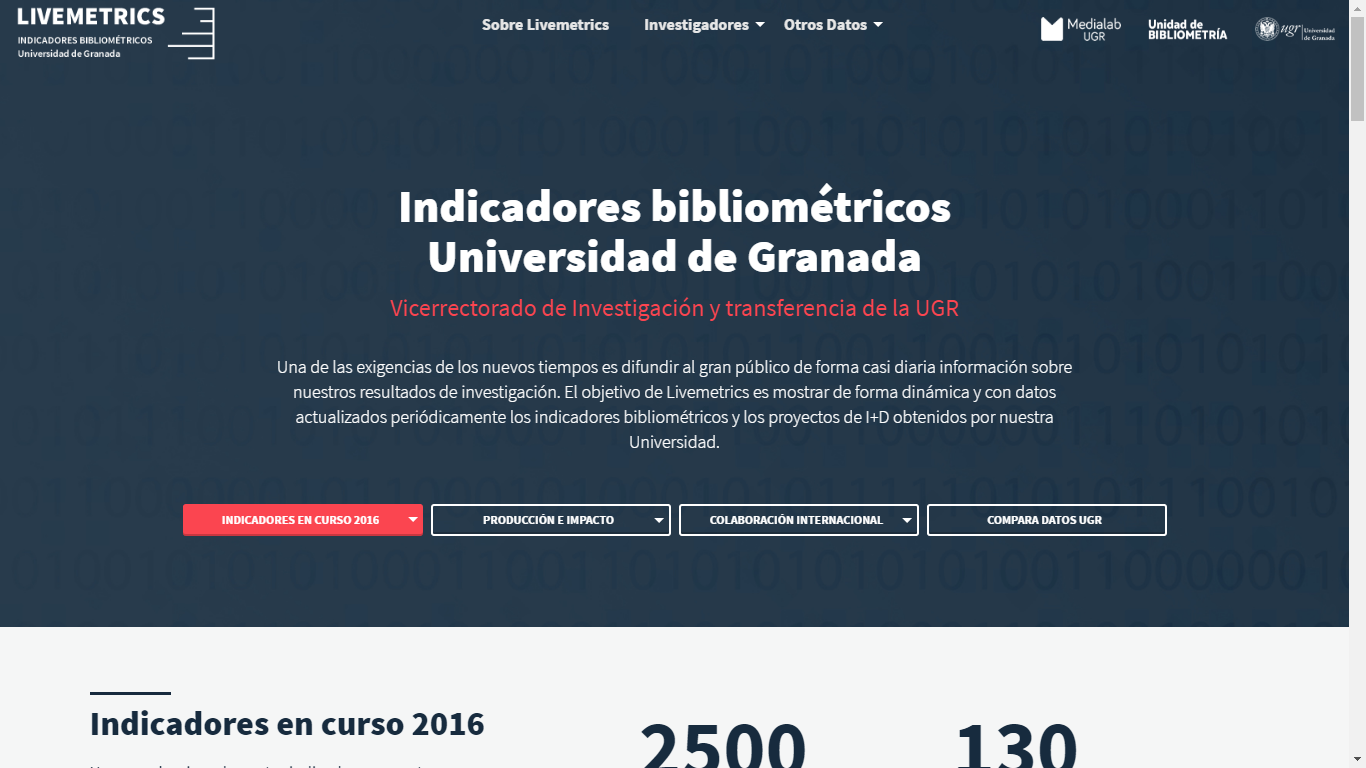 LIVEMETRICS
INDICADORES BIBLIOMÉTRICOS
Universidad de Granada
Sobre Livemetrics
Investigadores
Otros Datos
Medialab
UGR
Unidad de
BIBLIOMETRÍA
ugr
Universidad
de Granada
Indicadores bibliométricos
Universidad de Granada
Vicerrectorado de Investigación y transferencia de la UGR
Una de las exigencias de los nuevos tiempos es difundir al gran público de forma casi diaria información sobre
nuestros resultados de investigación. El objetivo de Livemetrics es mostrar de forma dinámica y con datos
actualizados periódicamente los indicadores bibliométricos y los proyectos de I+D obtenidos por nuestra
Universidad.
INDICADORES EN CURSO 2016
PRODUCCIÓN E IMPACTO
COLABORACIÓN INTERNACIONAL
COMPARA DATOS UGR
Indicadores en curso 2016
2500
130